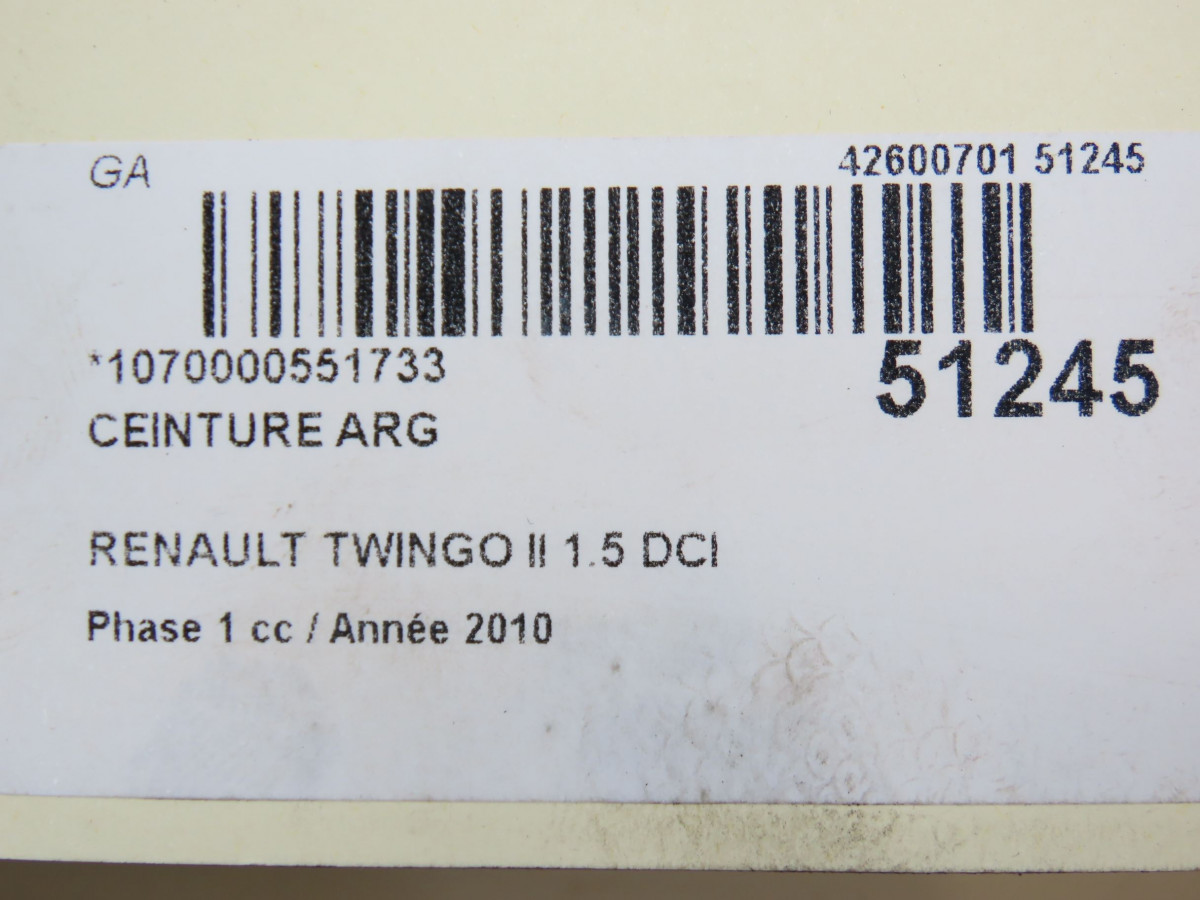 GA
42600701 51245
*1070000551733
51245
CEINTURE ARG
RENAULT TWINGO II 1.5 DCI
Phase 1 cc / Année 2010